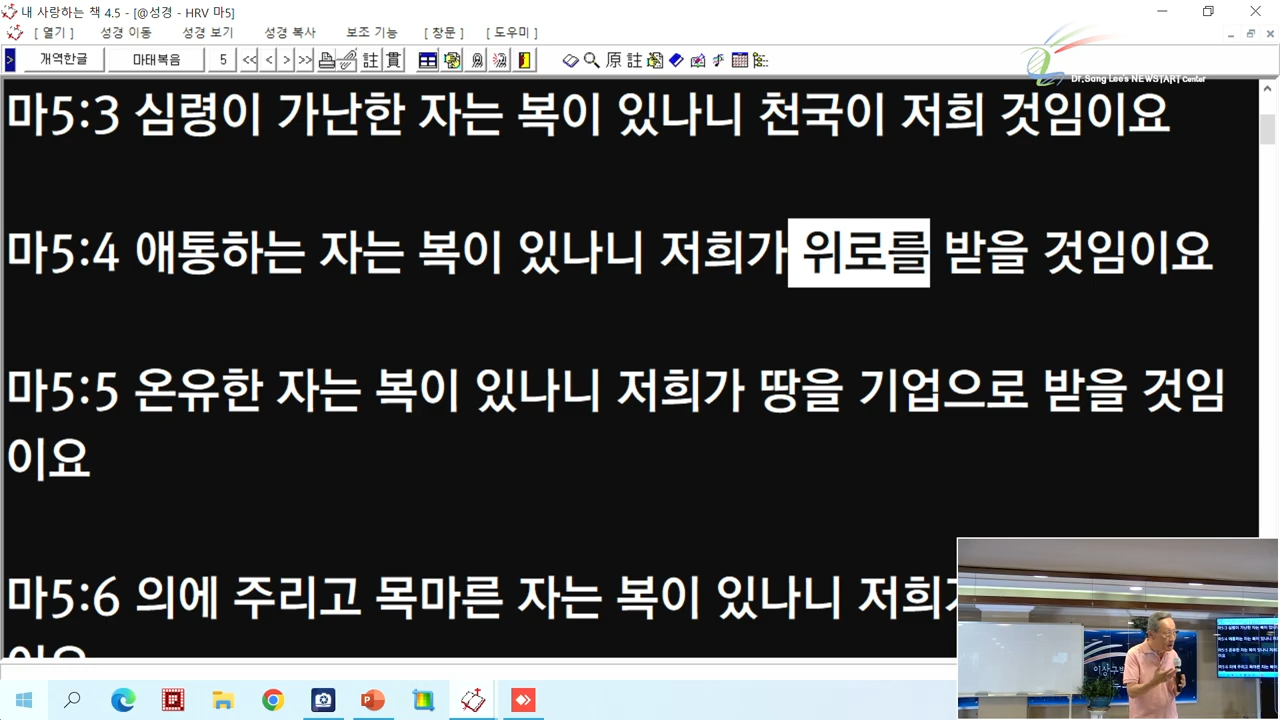 내 사랑하는 책 4.5 - [@성경 - HRV 마5]
[ 열기 ] 성경 이동 성경 보기 성경 복사 보조 기능 [ 창문 ] [ 도우미 ]
> 개역한글 마태복음 5 << < > >> 註 貫 原 註
Dr.Sang Lee's NEWSTART Center
마5:3 심령이 가난한 자는 복이 있나니 천국이 저희 것임이요
마5:4 애통하는 자는 복이 있나니 저희가 위로를 받을 것임이요
마5:5 온유한 자는 복이 있나니 저희가 땅을 기업으로 받을 것임
이요
마5:6 의에 주리고 목마른 자는 복이 있나니
이상구